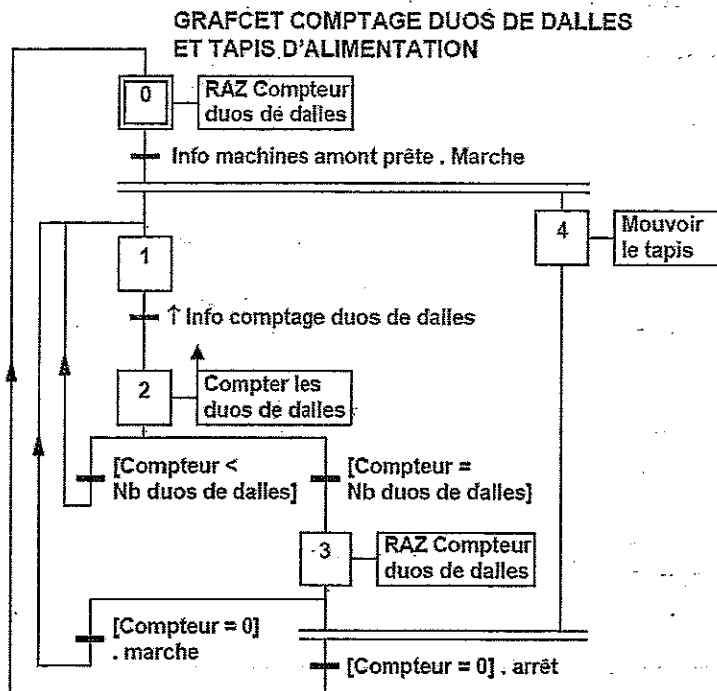 GRAFCET COMPTAGE DUOS DE DALLES
ET TAPIS D'ALIMENTATION
0
RAZ Compteur
duos dé dalles
Info machines amont prête . Marche
4
Mouvoir
le tapis
1
↑ Info comptage duos de dalles
2
Compter les
duos de dalles
[Compteur <
Nb duos de dalles]
[Compteur =
Nb duos de dalles]
3
RAZ Compteur
duos de dalles
[Compteur = 0]
. marche
[Compteur = 0] . arrêt